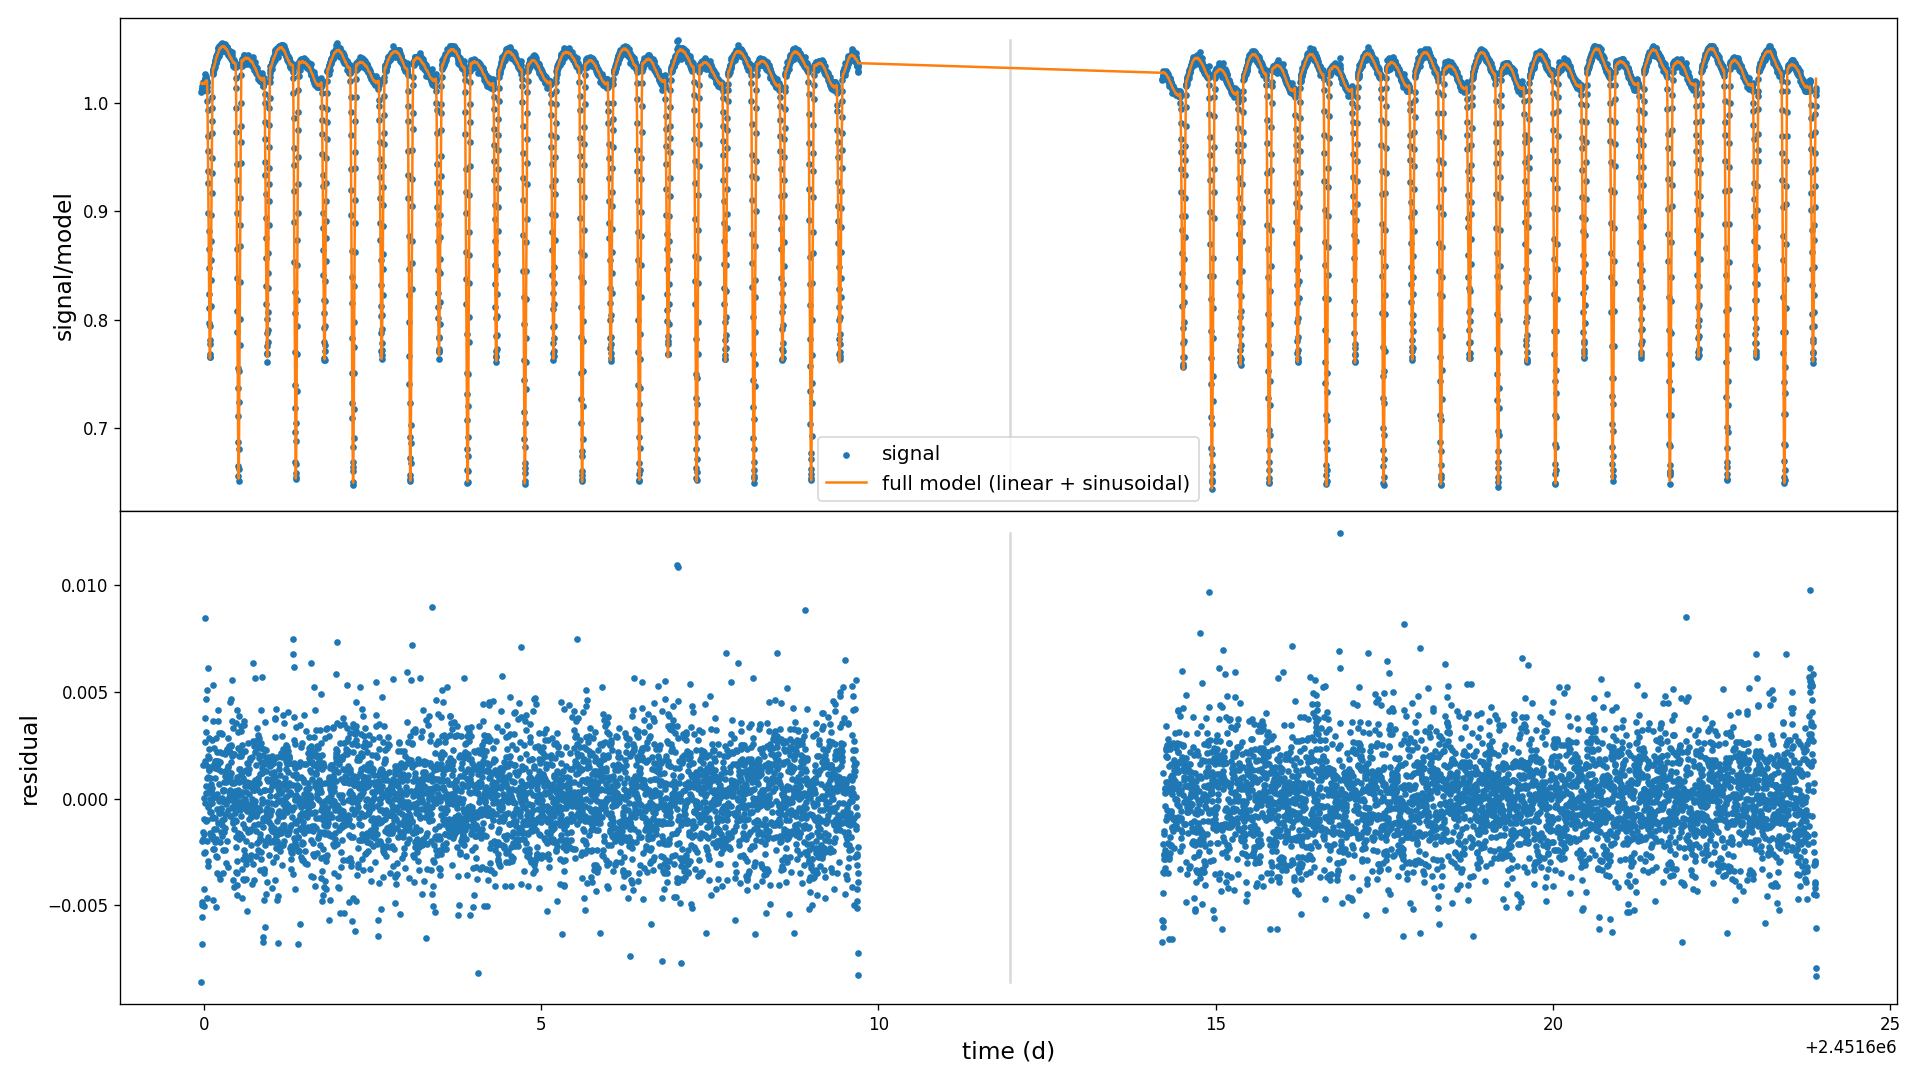 signal/model
1.0
0.9
0.8
0.7
signal
full model (linear + sinusoidal)
residual
0.010
0.005
0.000
−0.005
0
5
10
15
20
25
time (d)
+2.4516e6